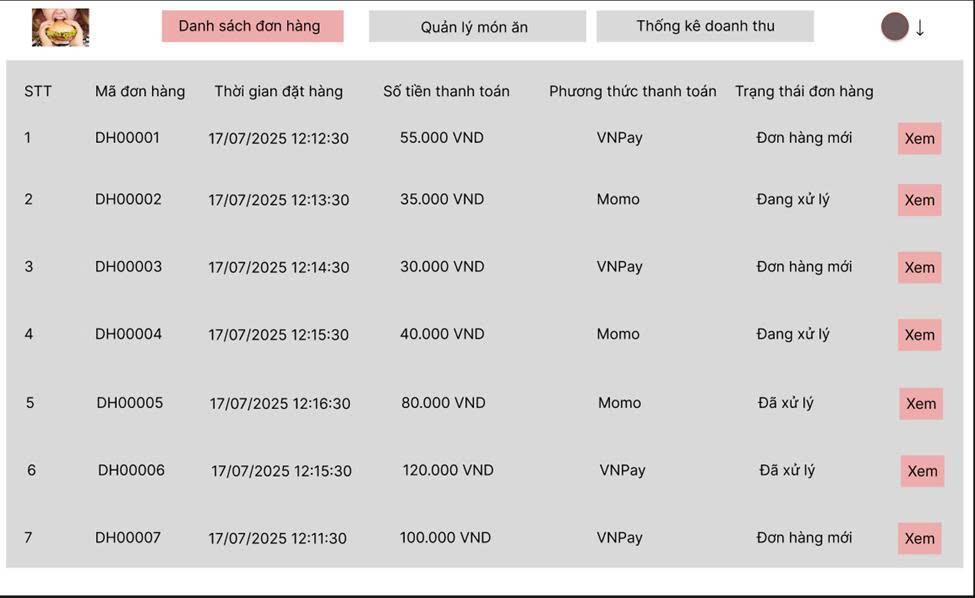 Danh sách đơn hàng Quản lý món ăn Thống kê doanh thu ↓
STT Mã đơn hàng Thời gian đặt hàng Số tiền thanh toán Phương thức thanh toán Trạng thái đơn hàng
1 DH00001 17/07/2025 12:12:30 55.000 VND VNPay Đơn hàng mới Xem
2 DH00002 17/07/2025 12:13:30 35.000 VND Momo Đang xử lý Xem
3 DH00003 17/07/2025 12:14:30 30.000 VND VNPay Đơn hàng mới Xem
4 DH00004 17/07/2025 12:15:30 40.000 VND Momo Đang xử lý Xem
5 DH00005 17/07/2025 12:16:30 80.000 VND Momo Đã xử lý Xem
6 DH00006 17/07/2025 12:15:30 120.000 VND VNPay Đã xử lý Xem
7 DH00007 17/07/2025 12:11:30 100.000 VND VNPay Đơn hàng mới Xem